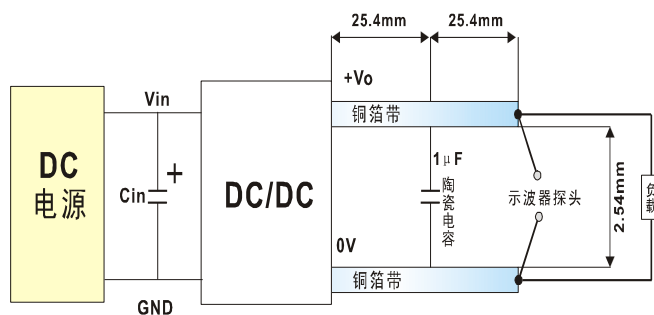 25.4mm
25.4mm
+Vo
铜箔带
Vin
DC
电源
Cin
+
DC/DC
1μF
陶瓷电容
示波器探头
2.54mm
负载
0V
铜箔带
GND